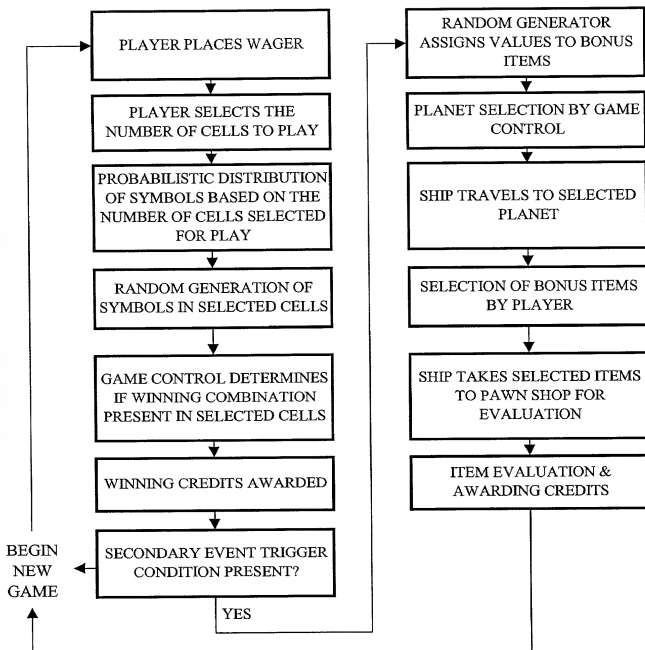 PLAYER PLACES WAGER
PLAYER SELECTS THE
NUMBER OF CELLS TO PLAY
PROBABILISTIC DISTRIBUTION
OF SYMBOLS BASED ON THE
NUMBER OF CELLS SELECTED
FOR PLAY
RANDOM GENERATION OF
SYMBOLS IN SELECTED CELLS
GAME CONTROL DETERMINES
IF WINNING COMBINATION
PRESENT IN SELECTED CELLS
WINNING CREDITS AWARDED
SECONDARY EVENT TRIGGER
CONDITION PRESENT?
BEGIN
NEW
GAME
YES
RANDOM GENERATOR
ASSIGNS VALUES TO BONUS
ITEMS
PLANET SELECTION BY GAME
CONTROL
SHIP TRAVELS TO SELECTED
PLANET
SELECTION OF BONUS ITEMS
BY PLAYER
SHIP TAKES SELECTED ITEMS
TO PAWN SHOP FOR
EVALUATION
ITEM EVALUATION &
AWARDING CREDITS